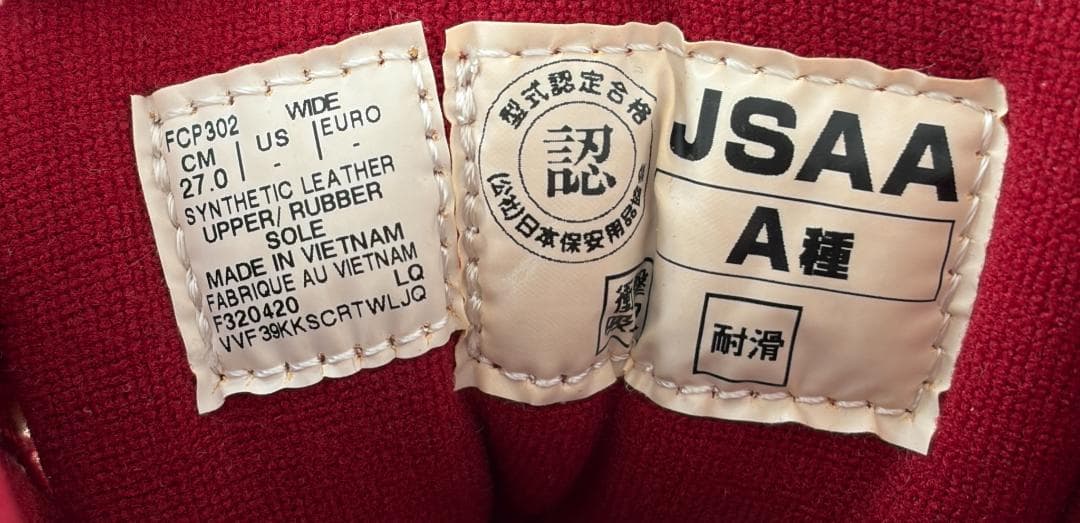 WIDE
FCP302
CM | US | EURO
27.0 | - | -
SYNTHETIC LEATHER
UPPER/ RUBBER
SOLE
MADE IN VIETNAM
FABRIQUE AU VIETNAM
F320420 LQ
VVF39KKSCRTWLJQ
型式認定合格
認
(公社)日本保安用品
JSAA
A種
衝撃
耐滑